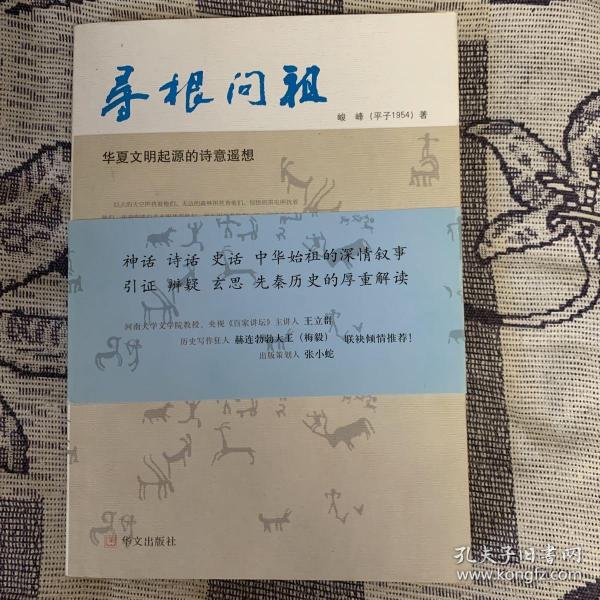 寻根问祖
峻 峰（平子1954）著
华夏文明起源的诗意遥想
神话 诗话 史话 中华始祖的深情叙事
引证 辨疑 玄思 先秦历史的厚重解读
河南大学文学院教授、央视《百家讲坛》主讲人 王立群
历史写作狂人 赫连勃勃大王（梅毅） 联袂倾情推荐！
出版策划人 张小蛇
华文出版社
孔夫子旧书网
www.kongfz.com